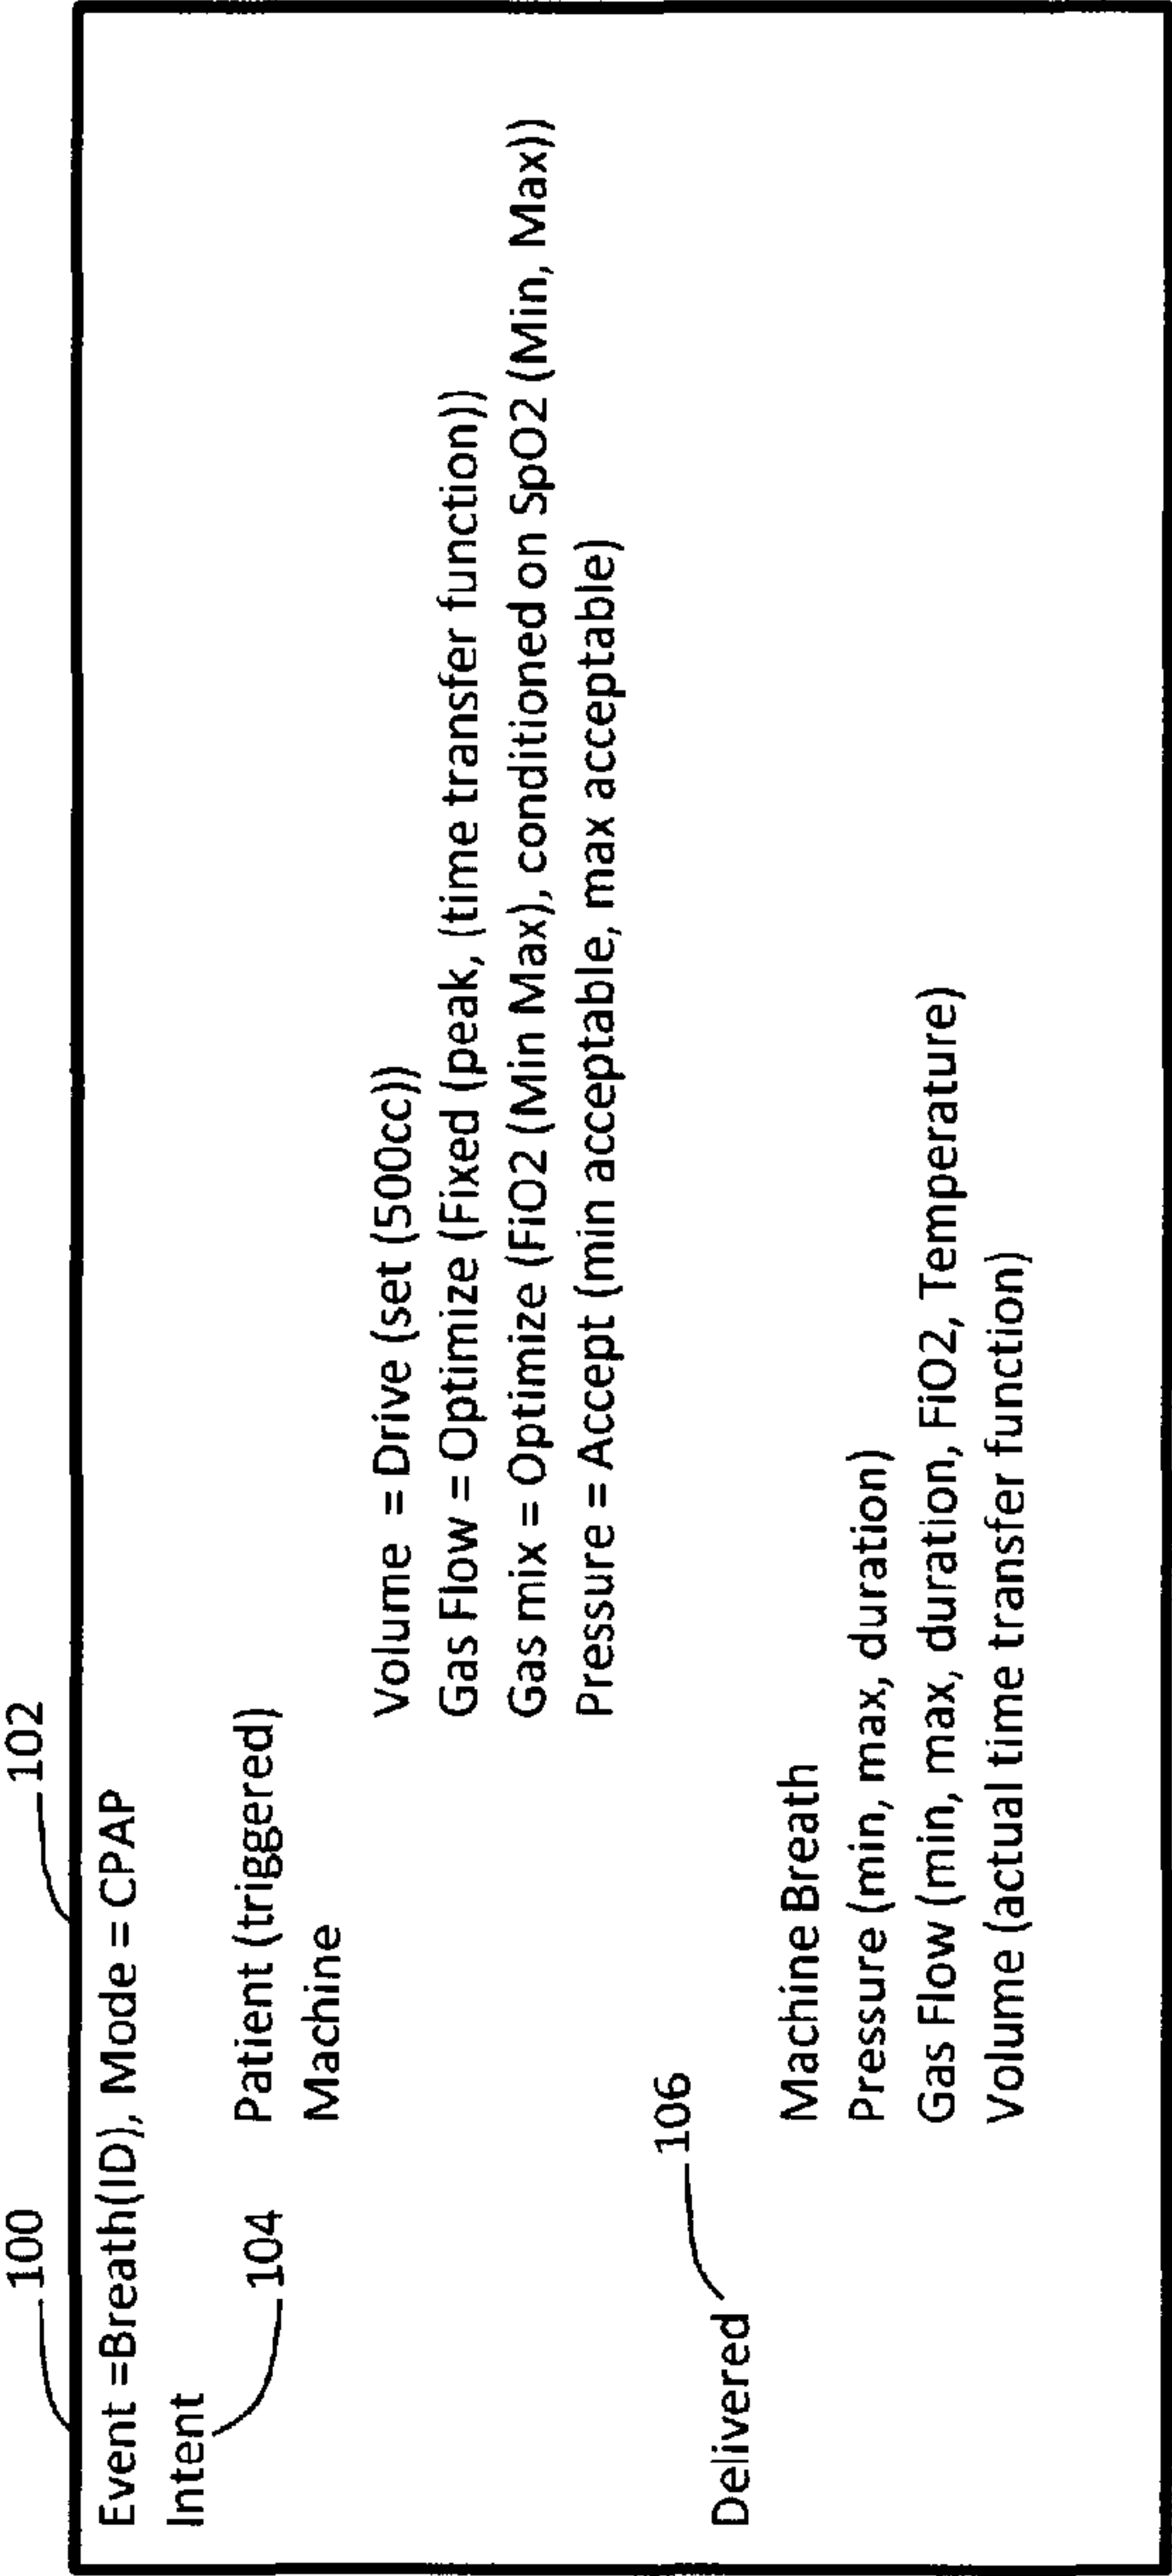 100
102
Event =Breath(ID), Mode = CPAP
Intent
104
Patient (triggered)
Machine
Volume = Drive (set (500cc))
Gas Flow = Optimize (Fixed (peak, (time transfer function))
Gas mix = Optimize (FiO2 (Min Max), conditioned on SpO2 (Min, Max))
Pressure = Accept (min acceptable, max acceptable)
106
Delivered
Machine Breath
Pressure (min, max, duration)
Gas Flow (min, max, duration, FiO2, Temperature)
Volume (actual time transfer function)